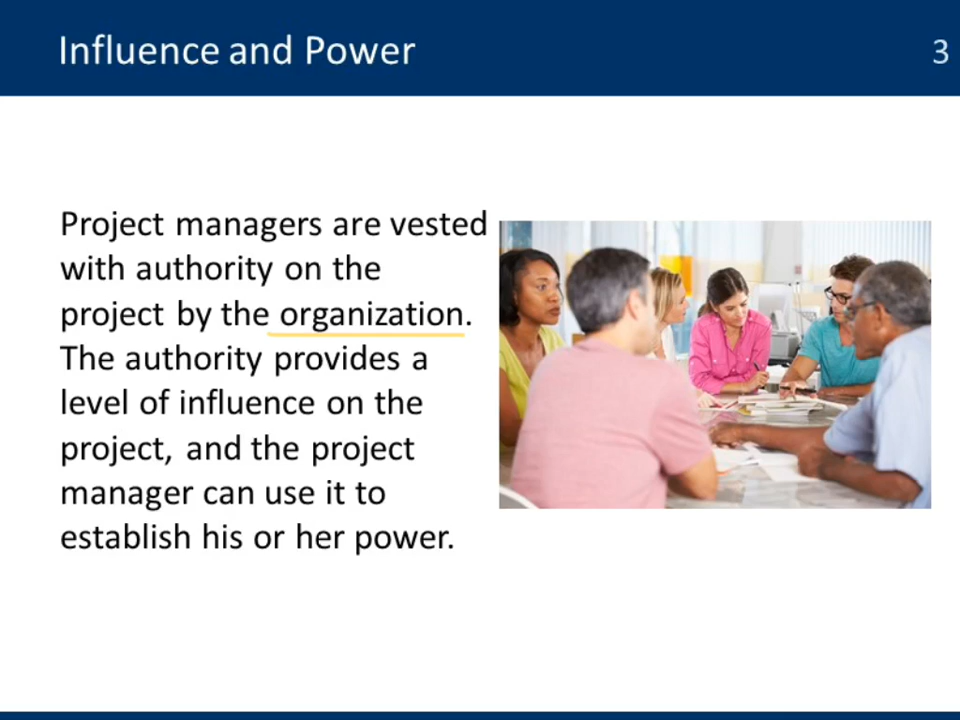 Influence and Power
3
Project managers are vested
with authority on the
project by the organization.
The authority provides a
level of influence on the
project, and the project
manager can use it to
establish his or her power.